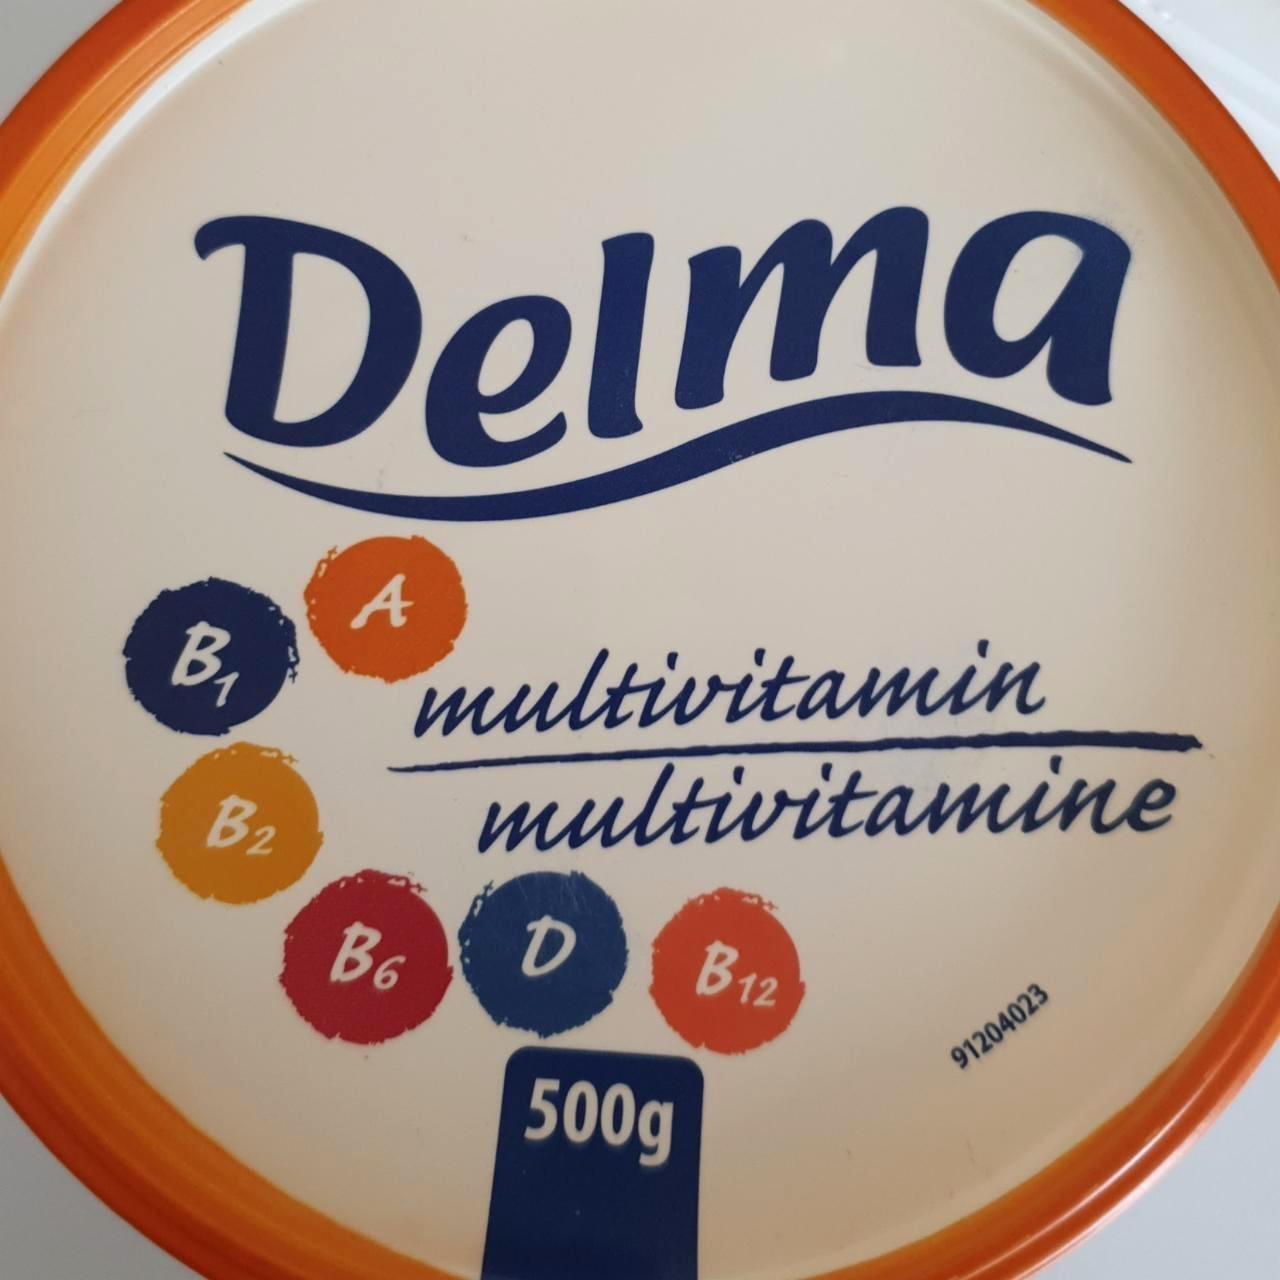 Delma
A
B1
multivitamin
multivitamine
B2
B6
D
B12
91204023
500g